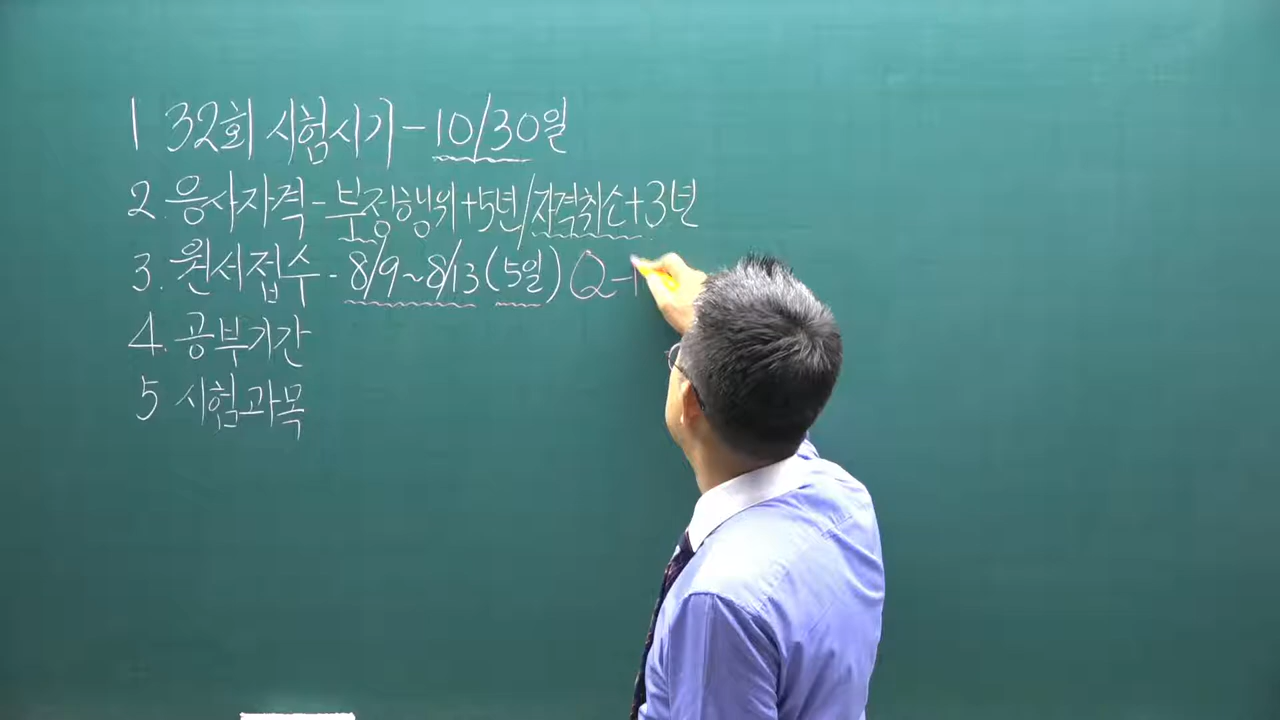 1 32회 시험시기 - 10/30일
2. 응시자격 - 부정행위+5년/자격취소+3년
3. 원서접수 - 8/9~8/13(5일) Q-
4. 공부기간
5 시험과목